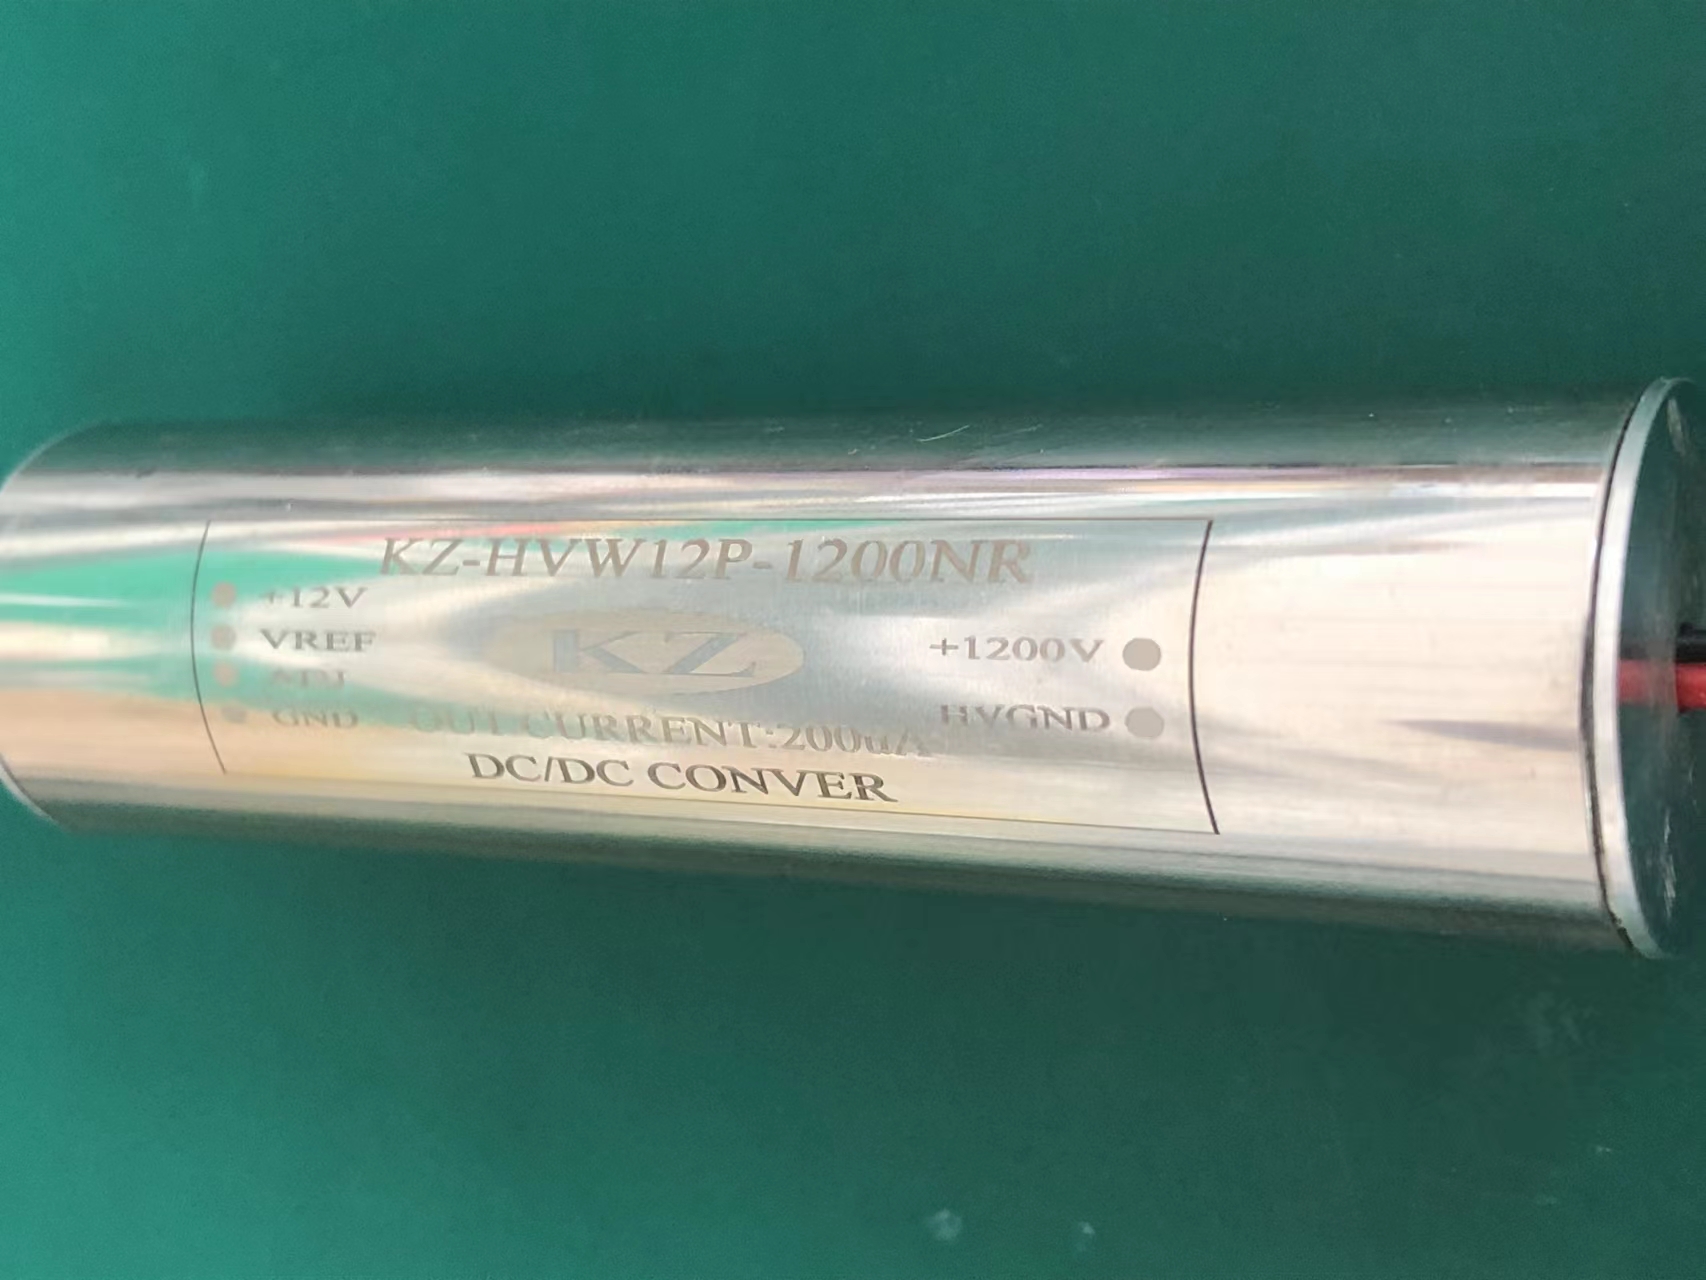 KZ-HVW12P-1200NR
+12V
VREF
ADJ
GND
KZ
+1200V
HVGND
OUT CURRENT:200uA
DC/DC CONVER